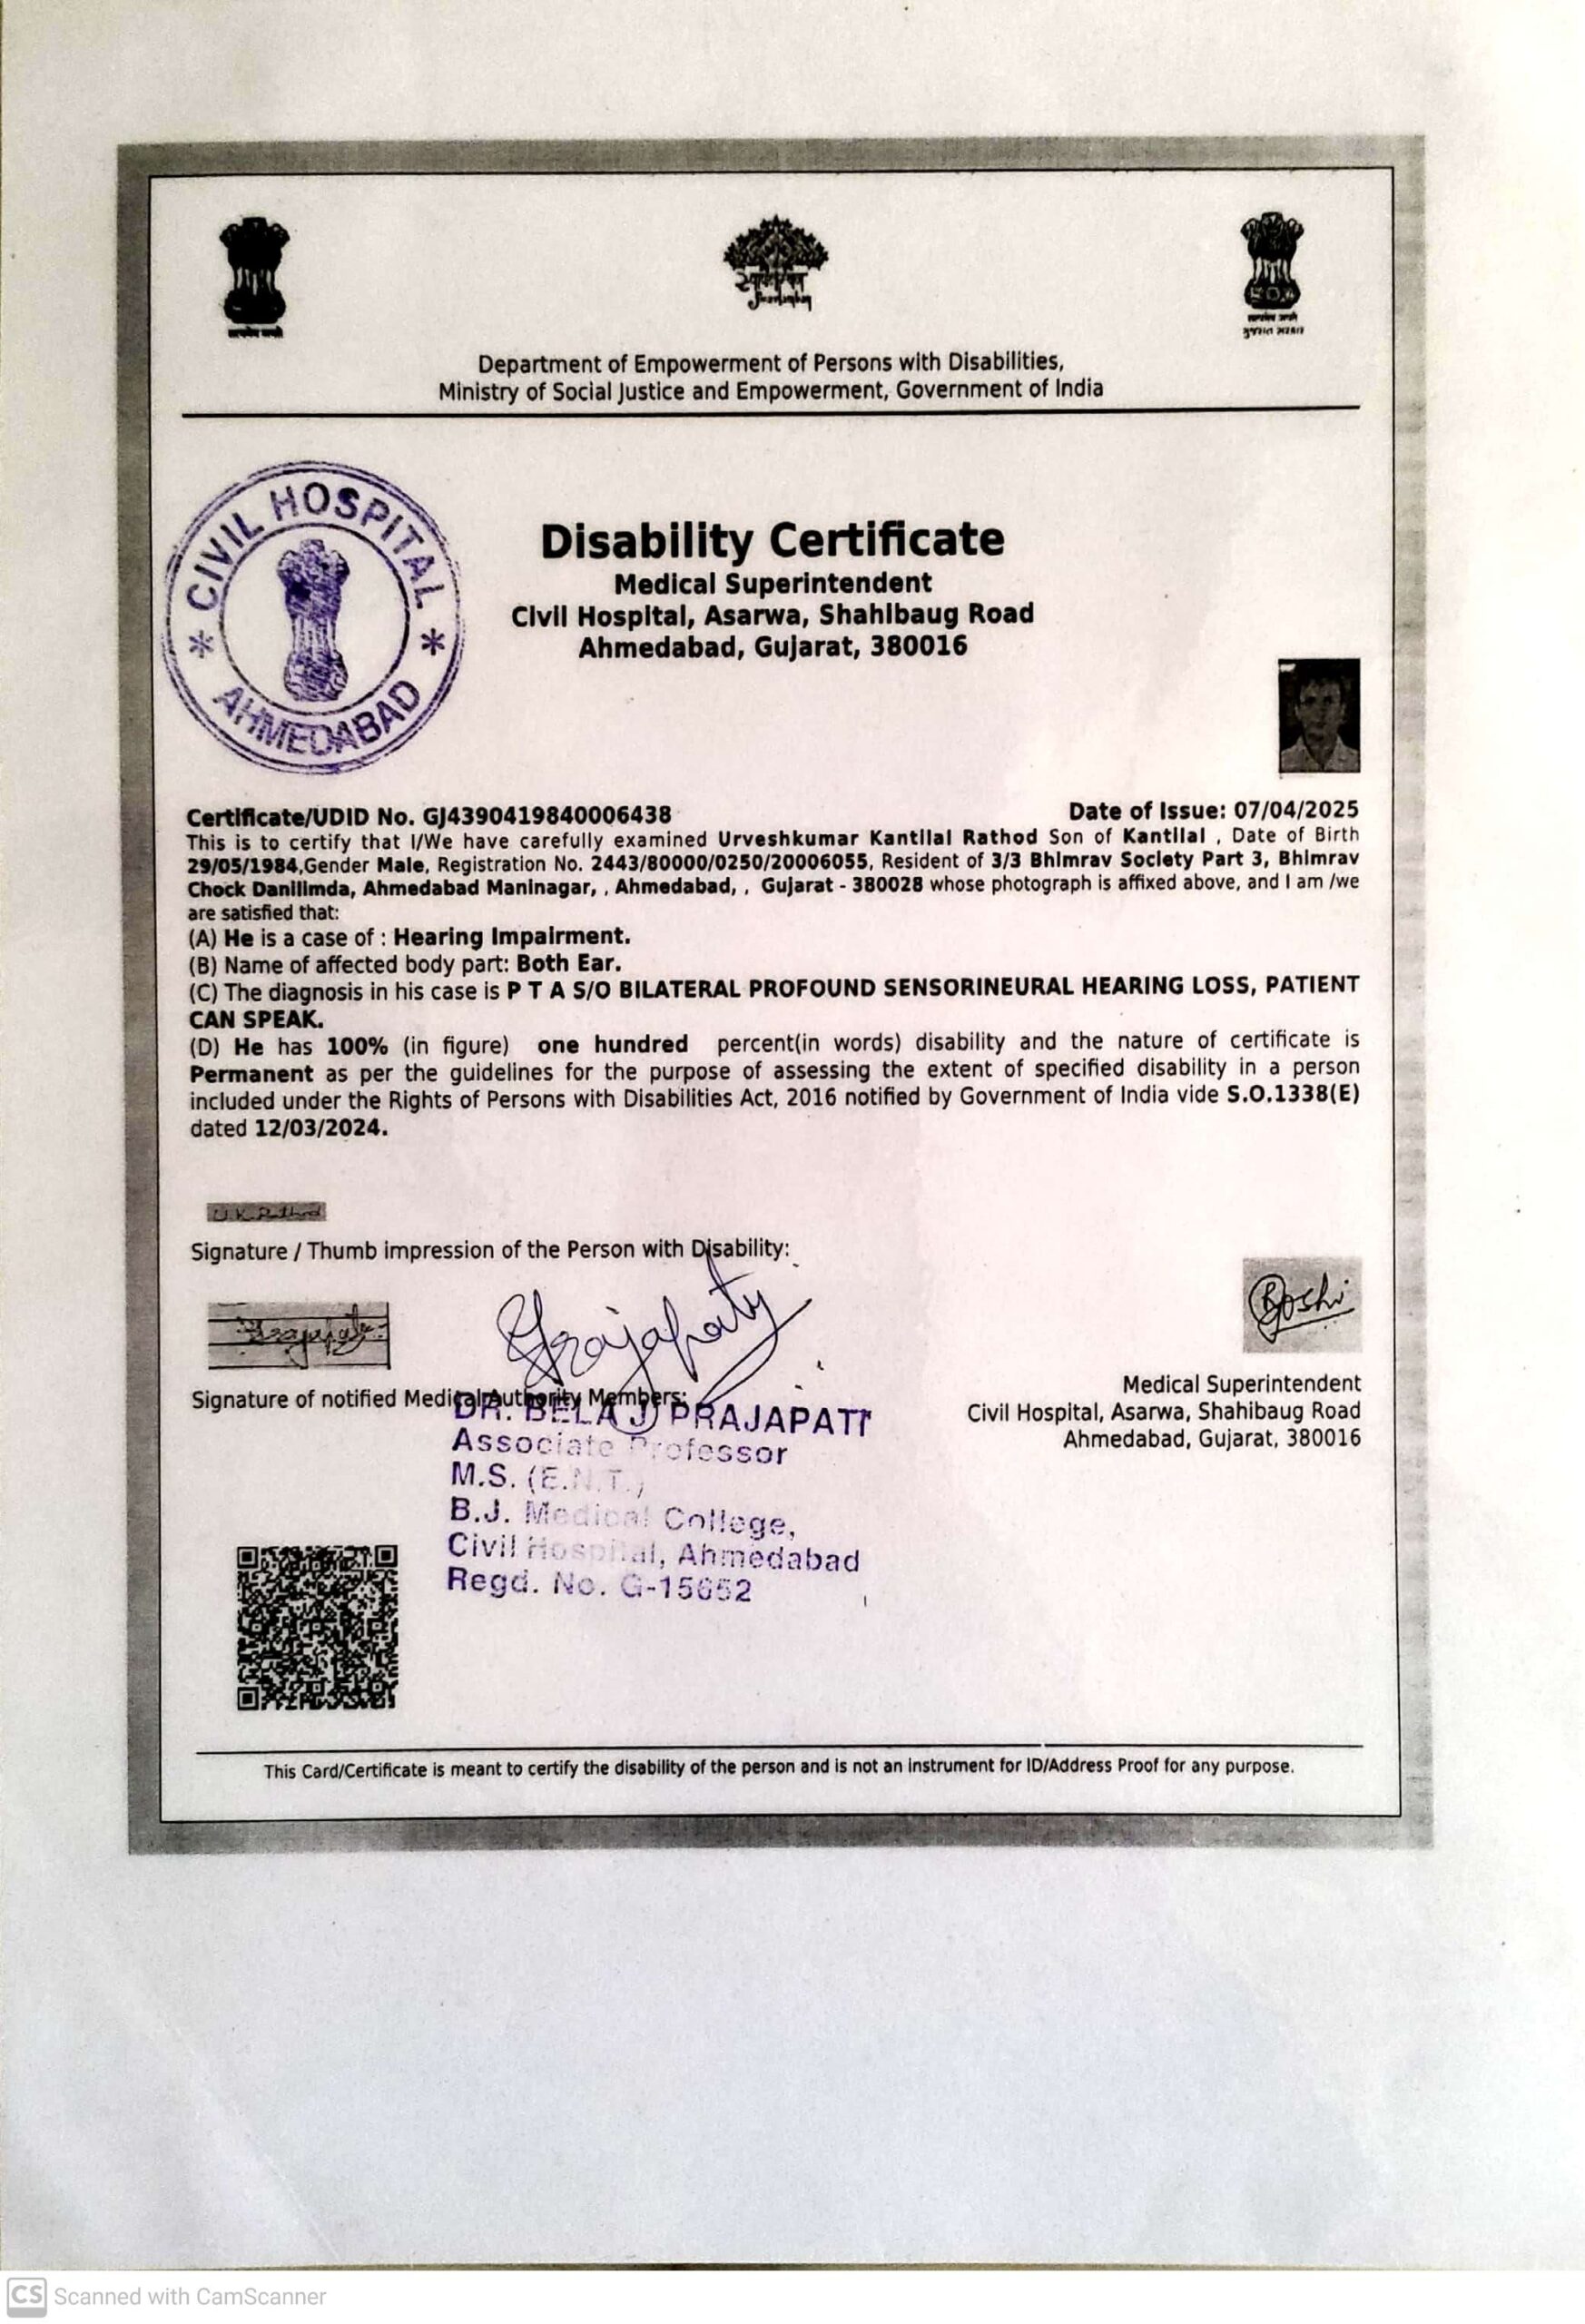 Department of Empowerment of Persons with Disabilities,
Ministry of Social Justice and Empowerment, Government of India
CIVIL HOSPITAL
AHMEDABAD
Disability Certificate
Medical Superintendent
Civil Hospital, Asarwa, Shahibaug Road
Ahmedabad, Gujarat, 380016
Certificate/UDID No. GJ4390419840006438 Date of Issue: 07/04/2025
This is to certify that I/We have carefully examined Urveshkumar Kantilal Rathod Son of Kantilal , Date of Birth
29/05/1984,Gender Male, Registration No. 2443/80000/0250/20006055, Resident of 3/3 Bhimrav Society Part 3, Bhimrav
Chock Danilimda, Ahmedabad Maninagar, , Ahmedabad, , Gujarat - 380028 whose photograph is affixed above, and I am /we
are satisfied that:
(A) He is a case of : Hearing Impairment.
(B) Name of affected body part: Both Ear.
(C) The diagnosis in his case is P T A S/O BILATERAL PROFOUND SENSORINEURAL HEARING LOSS, PATIENT
CAN SPEAK.
(D) He has 100% (in figure) one hundred percent(in words) disability and the nature of certificate is
Permanent as per the guidelines for the purpose of assessing the extent of specified disability in a person
included under the Rights of Persons with Disabilities Act, 2016 notified by Government of India vide S.O.1338(E)
dated 12/03/2024.
U.K.Rathod
Signature / Thumb impression of the Person with Disability:
Signature of notified Medical Authority Members:
DR. BELA J PRAJAPATI
Associate Professor
M.S. (E.N.T.)
B.J. Medical College,
Civil Hospital, Ahmedabad
Regd. No. G-15652
Medical Superintendent
Civil Hospital, Asarwa, Shahibaug Road
Ahmedabad, Gujarat, 380016
This Card/Certificate is meant to certify the disability of the person and is not an instrument for ID/Address Proof for any purpose.
CS Scanned with CamScanner